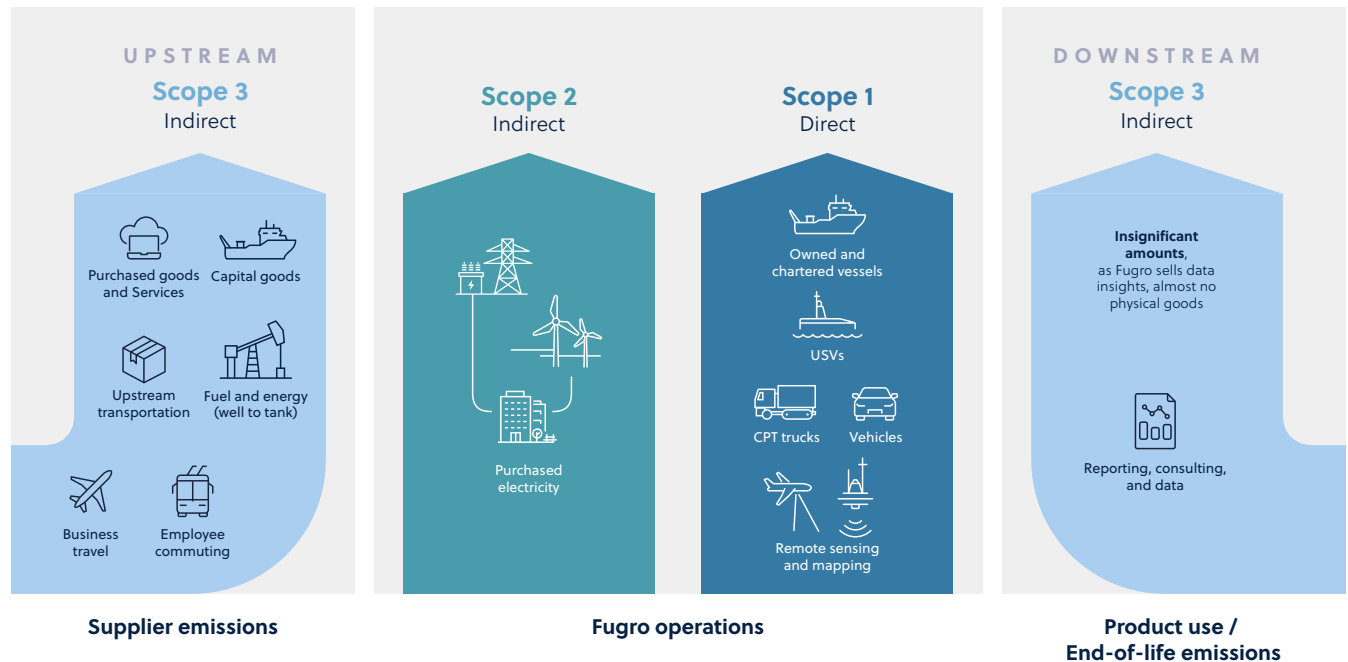 UPSTREAM
Scope 3
Indirect
Purchased goods
and Services
Capital goods
Upstream
transportation
Fuel and energy
(well to tank)
Business
travel
Employee
commuting
Supplier emissions
Scope 2
Indirect
Purchased
electricity
Scope 1
Direct
Owned and
chartered vessels
USVs
CPT trucks
Vehicles
Remote sensing
and mapping
Fugro operations
DOWNSTREAM
Scope 3
Indirect
Insignificant
amounts,
as Fugro sells data
insights, almost no
physical goods
Reporting, consulting,
and data
Product use /
End-of-life emissions